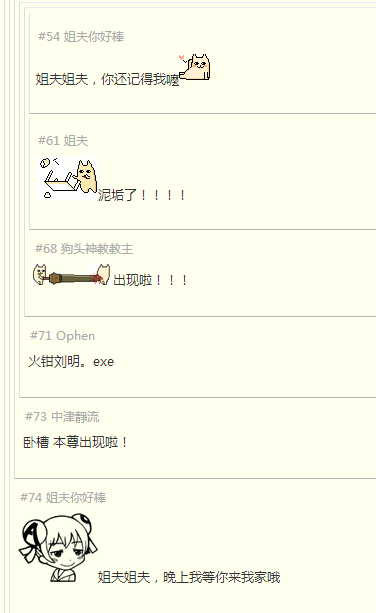 #54 姐夫你好棒
姐夫姐夫，你还记得我嚒
#61 姐夫
泥垢了！！！！
#68 狗头神教教主
出现啦！！！
#71 Ophen
火钳刘明。exe
#73 中津靜流
卧槽 本尊出现啦！
#74 姐夫你好棒
姐夫姐夫，晚上我等你来我家哦